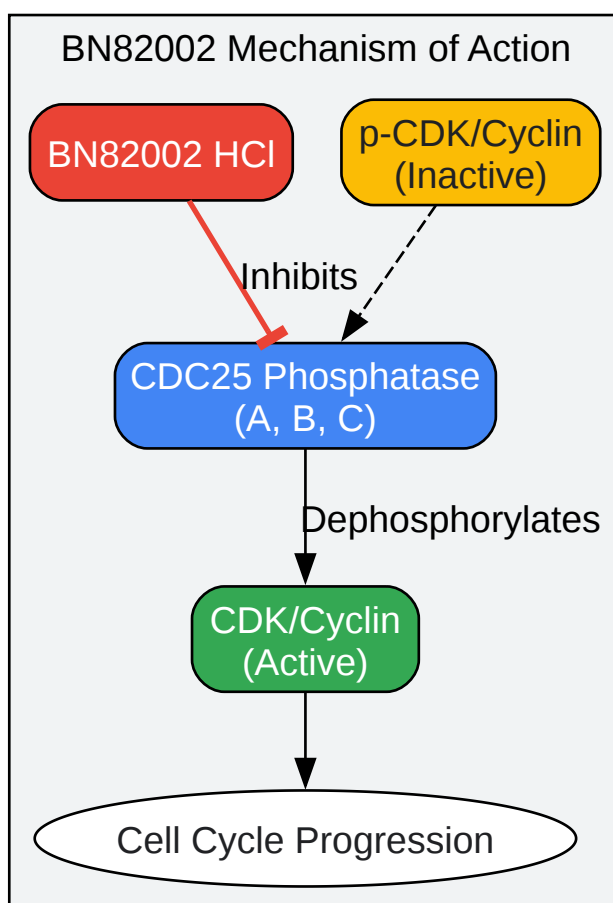 BN82002 Mechanism of Action
BN82002 HCl
p-CDK/Cyclin
(Inactive)
Inhibits
CDC25 Phosphatase
(A, B, C)
Dephosphorylates
CDK/Cyclin
(Active)
Cell Cycle Progression